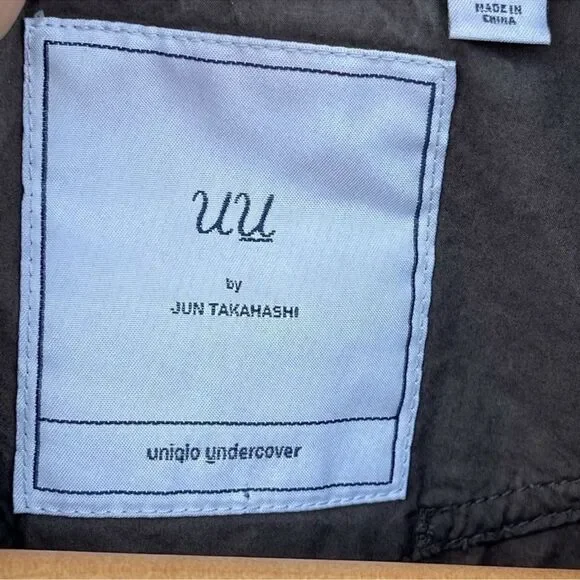 MADE IN
CHINA
uu
by
JUN TAKAHASHI
uniqlo undercover